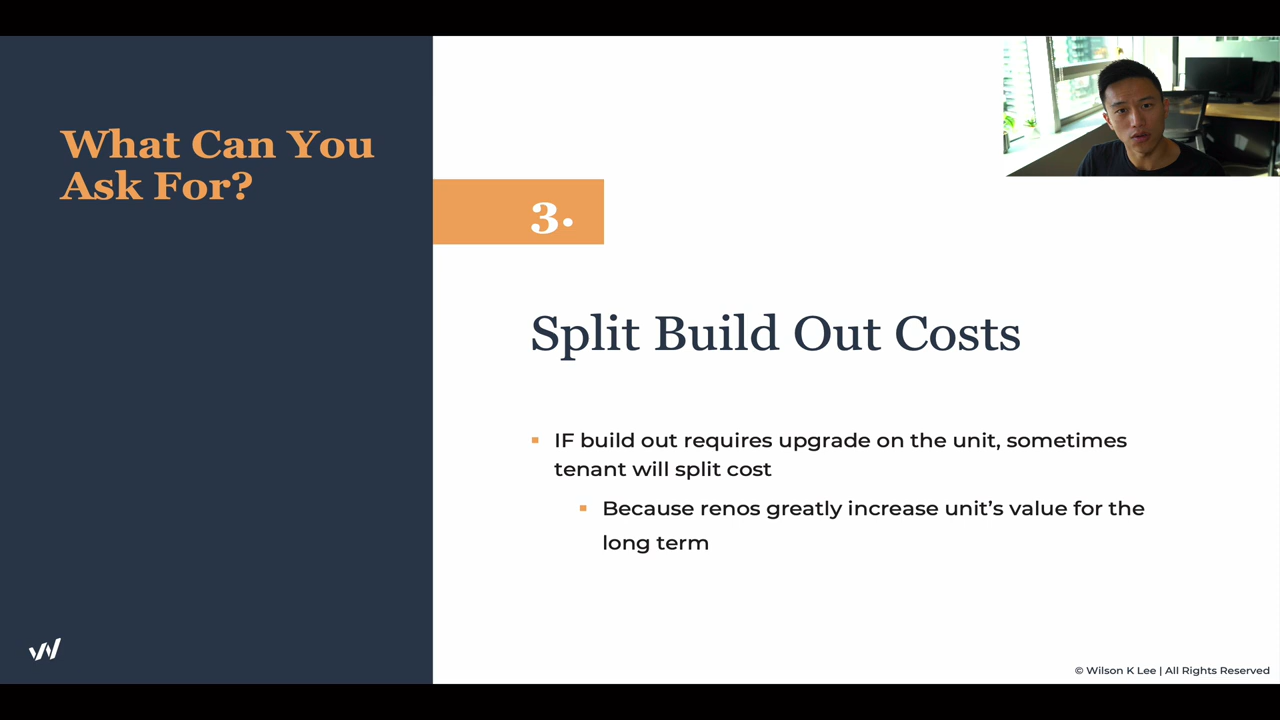 What Can You
Ask For?
3.
Split Build Out Costs
IF build out requires upgrade on the unit, sometimes
tenant will split cost
Because renos greatly increase unit's value for the
long term
© Wilson K Lee | All Rights Reserved